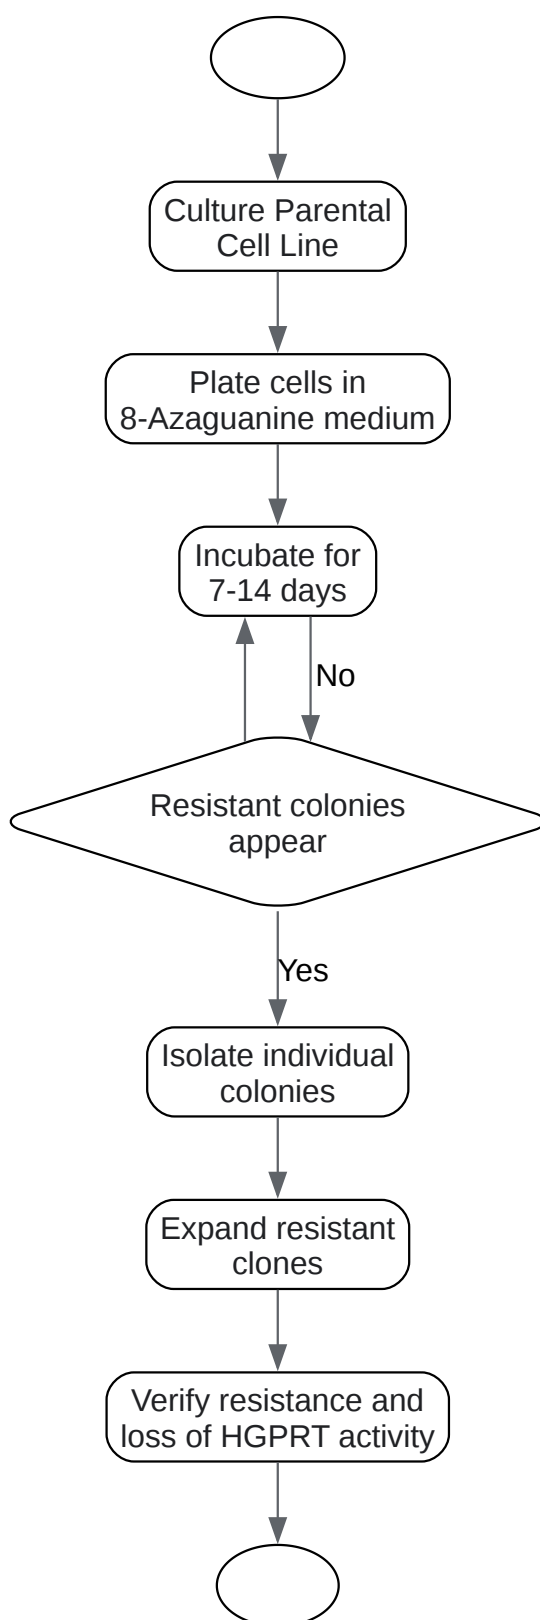 Culture Parental
Cell Line
Plate cells in
8-Azaguanine medium
Incubate for
7-14 days
No
Resistant colonies
appear
Yes
Isolate individual
colonies
Expand resistant
clones
Verify resistance and
loss of HGPRT activity